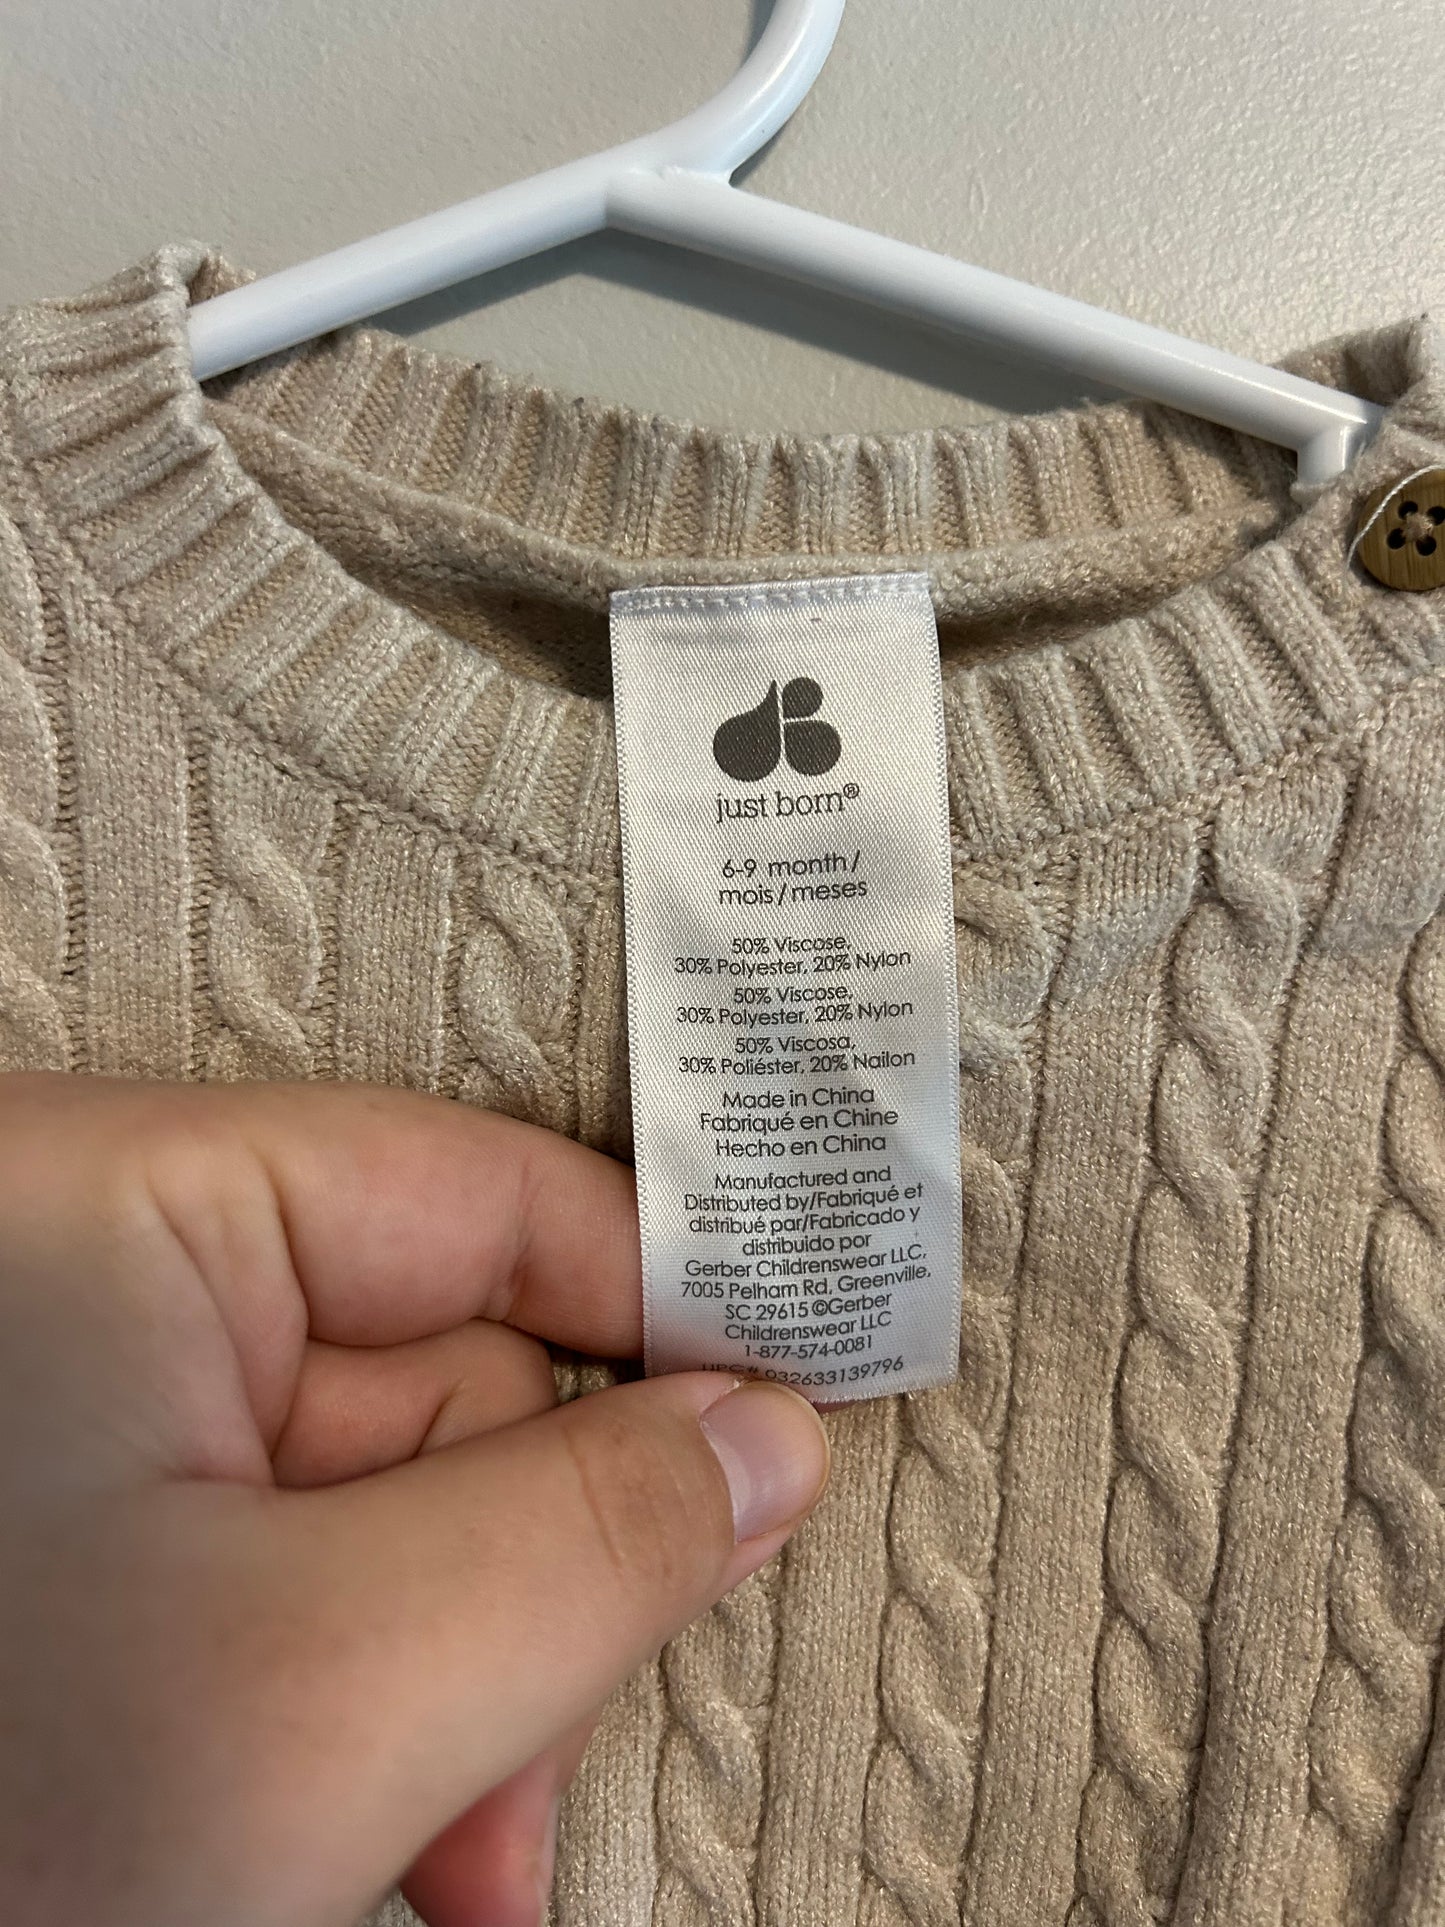 just born®
6-9 month/
mois/meses
50% Viscose,
30% Polyester, 20% Nylon
50% Viscose,
30% Polyester, 20% Nylon
50% Viscosa,
30% Poliéster, 20% Nailon
Made in China
Fabriqué en Chine
Hecho en China
Manufactured and
Distributed by/Fabriqué et
distribué par/Fabricado y
distribuido por
Gerber Childrenswear LLC,
7005 Pelham Rd, Greenville,
SC 29615 ©Gerber
Childrenswear LLC
1-877-574-0081
UPC# 032633139796